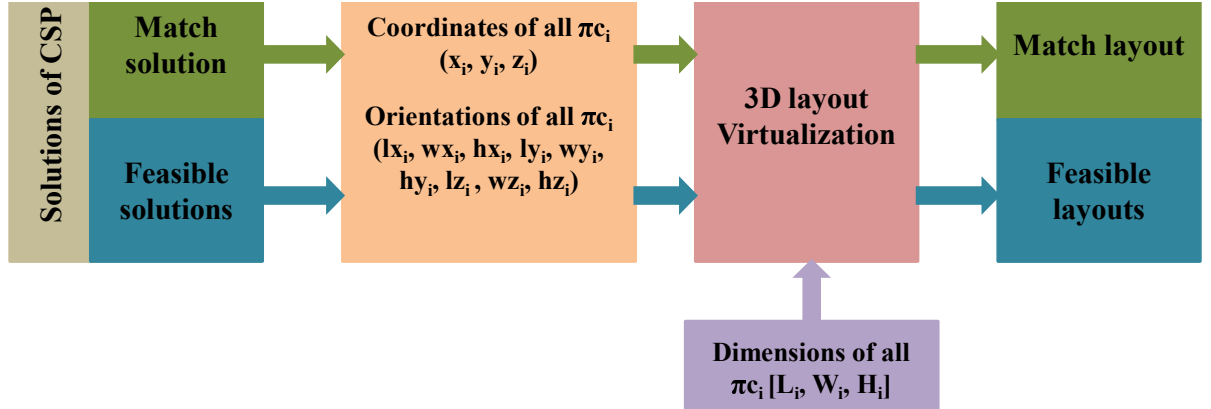 Solutions of CSP
Match
solution
Feasible
solutions
Coordinates of all πcᵢ
(xᵢ, yᵢ, zᵢ)
Orientations of all πcᵢ
(lxᵢ, wxᵢ, hxᵢ, lyᵢ, wyᵢ,
hyᵢ, lzᵢ , wzᵢ, hzᵢ)
3D layout
Virtualization
Match layout
Feasible
layouts
Dimensions of all
πcᵢ [Lᵢ, Wᵢ, Hᵢ]